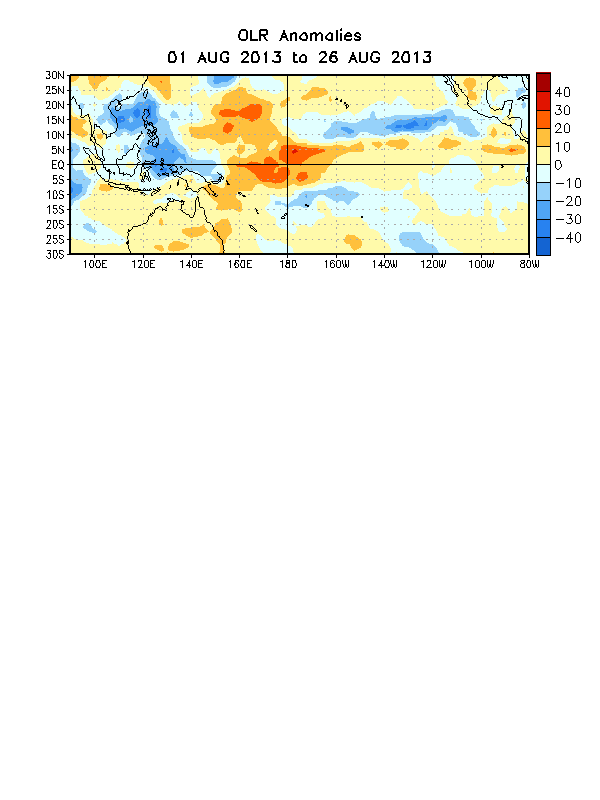 OLR Anomalies
01 AUG 2013 to 26 AUG 2013
30N
25N
20N
15N
10N
5N
EQ
5S
10S
15S
20S
25S
30S
100E 120E 140E 160E 180 160W 140W 120W 100W 80W
40
30
20
10
0
−10
−20
−30
−40